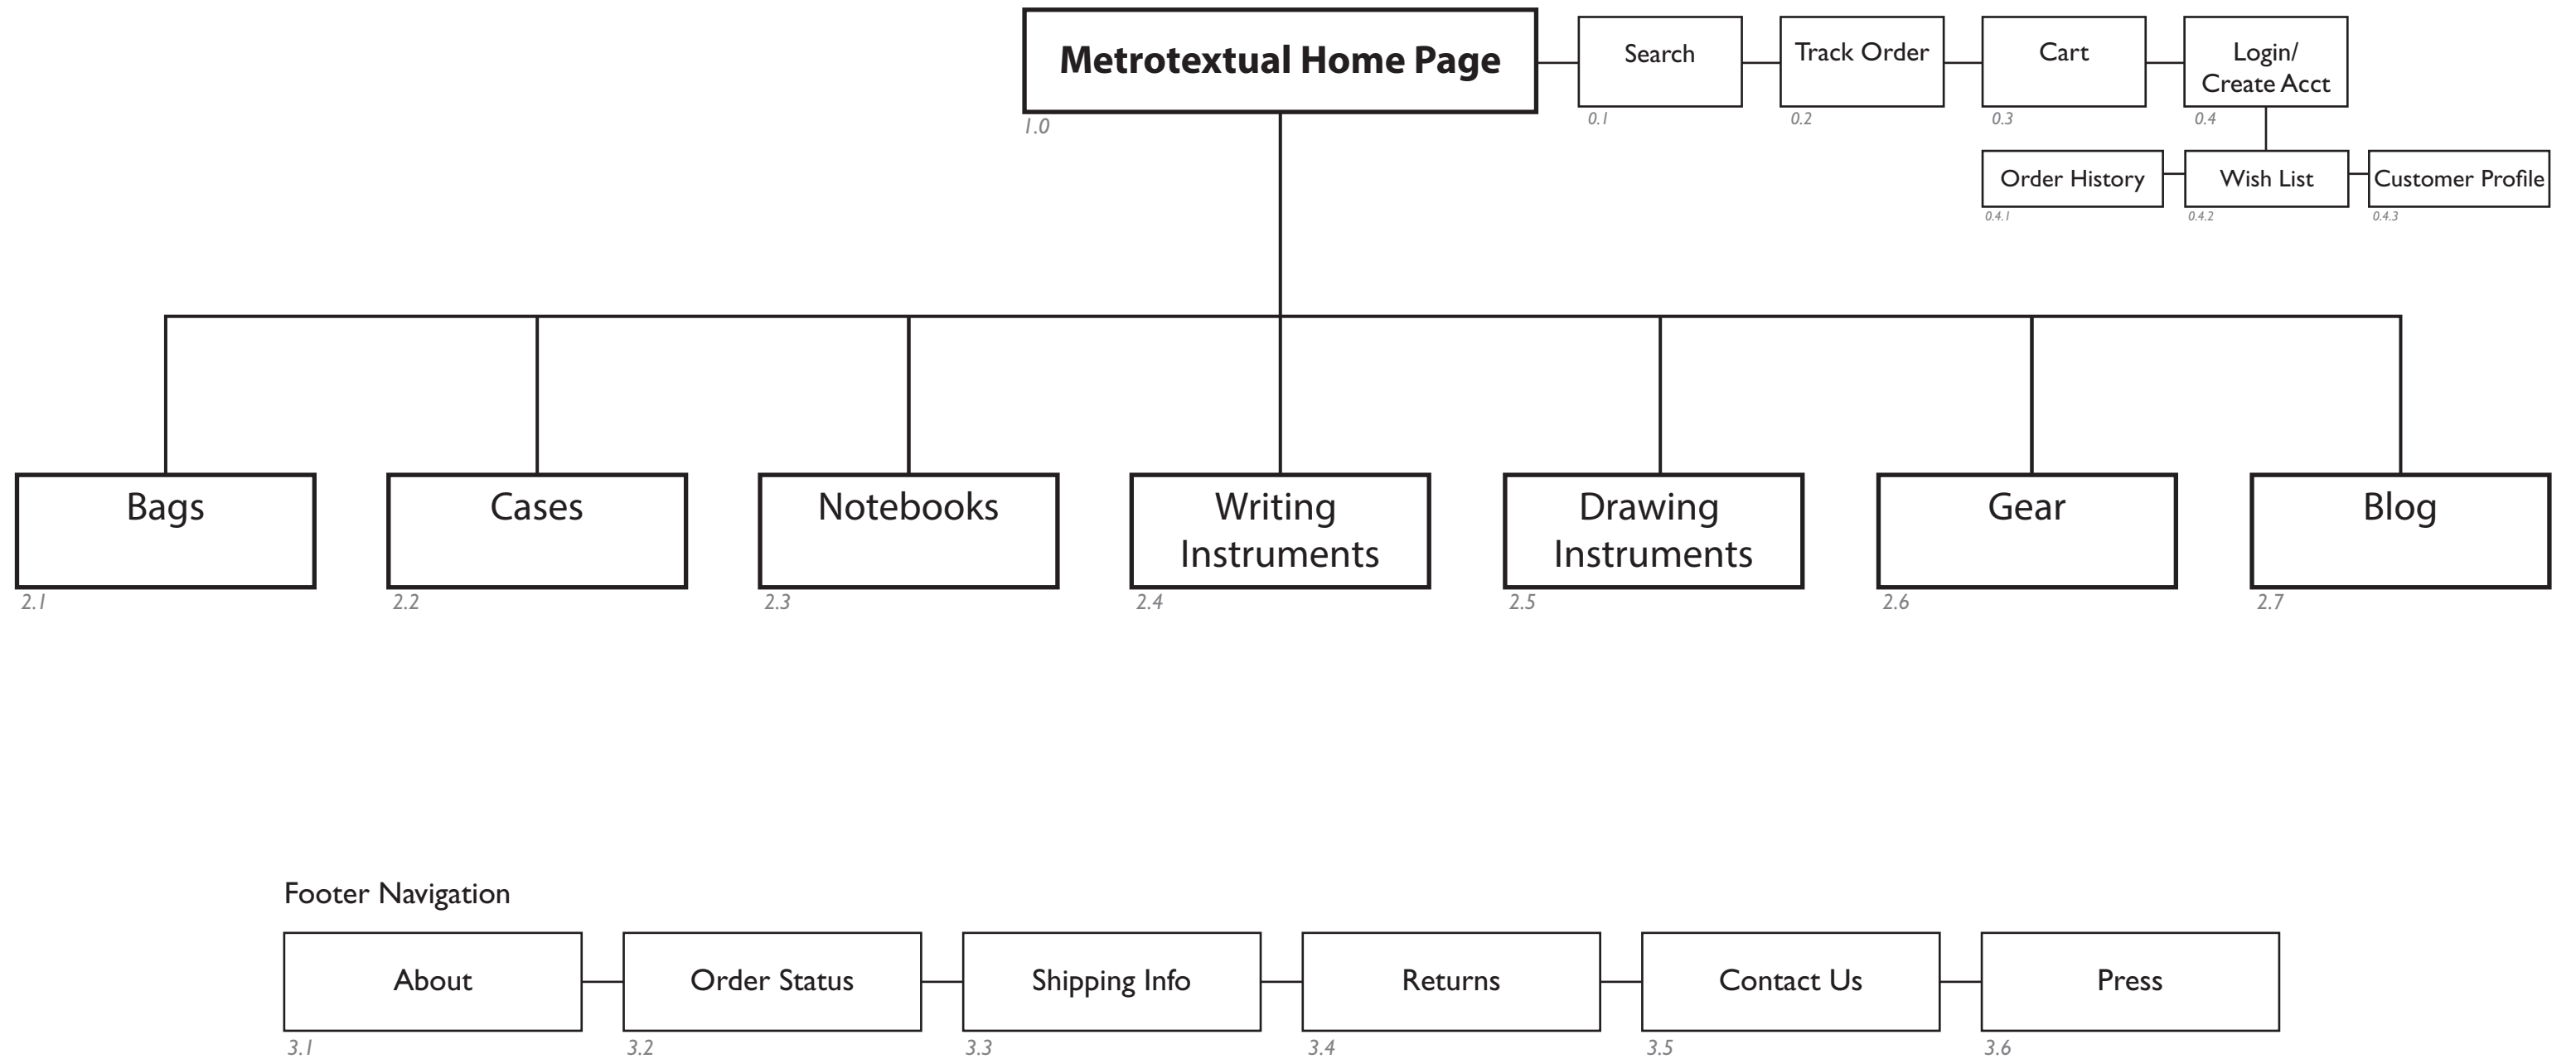 Metrotextual Home Page
1.0
Search
0.1
Track Order
0.2
Cart
0.3
Login/
Create Acct
0.4
Order History
0.4.1
Wish List
0.4.2
Customer Profile
0.4.3
Bags
2.1
Cases
2.2
Notebooks
2.3
Writing
Instruments
2.4
Drawing
Instruments
2.5
Gear
2.6
Blog
2.7
Footer Navigation
About
3.1
Order Status
3.2
Shipping Info
3.3
Returns
3.4
Contact Us
3.5
Press
3.6